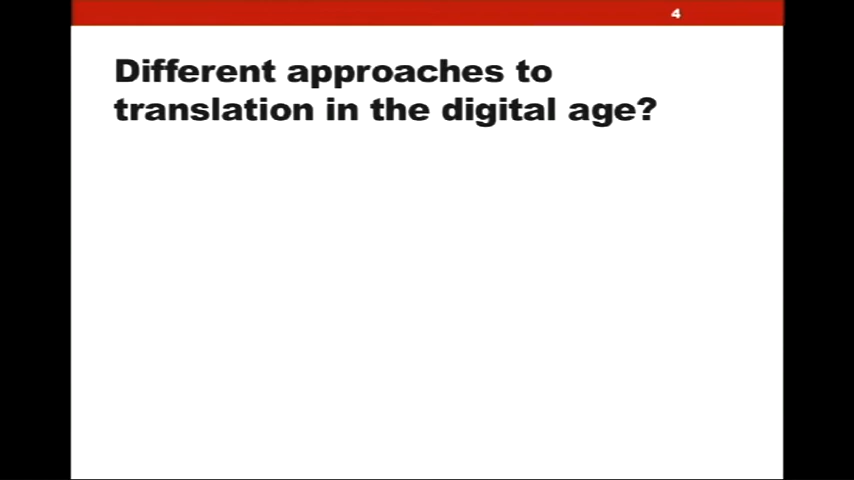 4
Different approaches to
translation in the digital age?